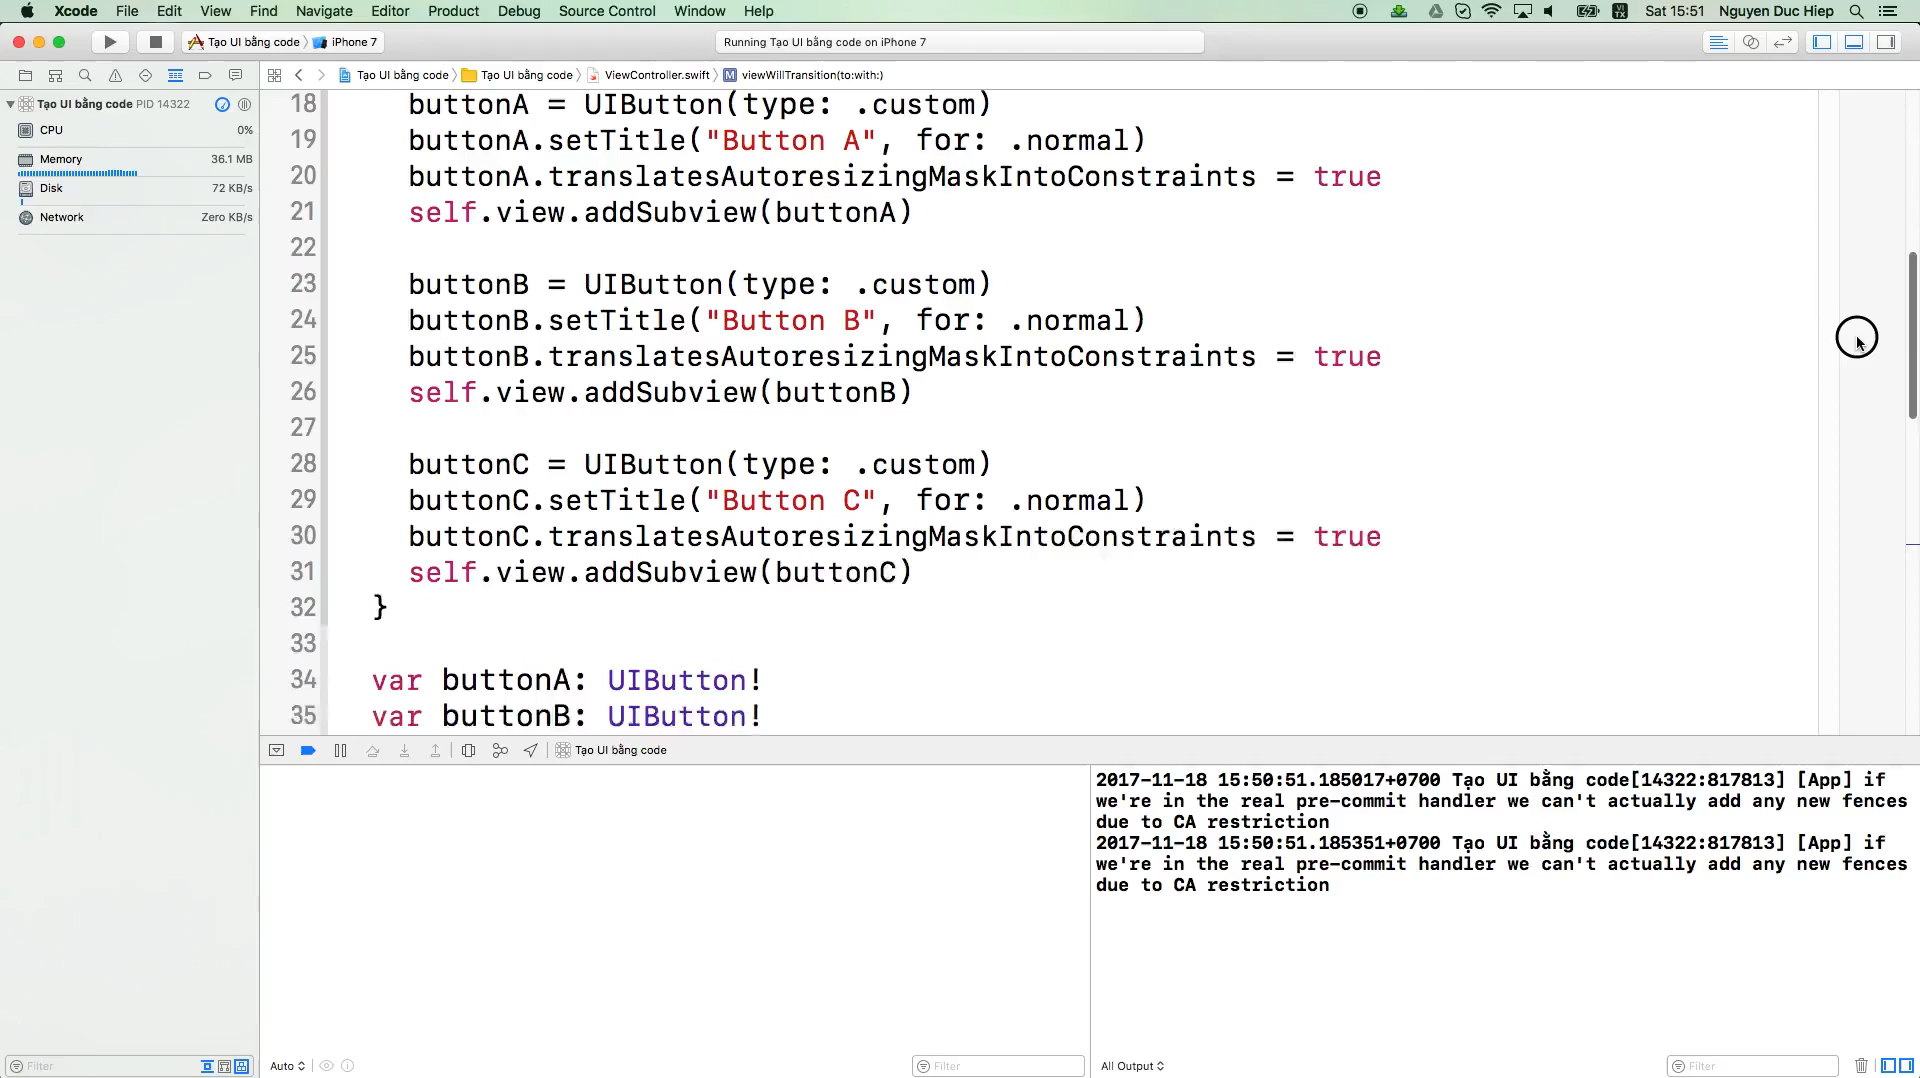 Xcode File Edit View Find Navigate Editor Product Debug Source Control Window Help Sat 15:51 Nguyen Duc Hiep
Tạo UI bằng code iPhone 7 Running Tạo UI bằng code on iPhone 7
Tạo UI bằng code Tạo UI bằng code ViewController.swift M viewWillTransition(to:with:)
Tạo UI bằng code PID 14322
CPU 0%
Memory 36.1 MB
Disk 72 KB/s
Network Zero KB/s
18 buttonA = UIButton(type: .custom)
19 buttonA.setTitle("Button A", for: .normal)
20 buttonA.translatesAutoresizingMaskIntoConstraints = true
21 self.view.addSubview(buttonA)
22
23 buttonB = UIButton(type: .custom)
24 buttonB.setTitle("Button B", for: .normal)
25 buttonB.translatesAutoresizingMaskIntoConstraints = true
26 self.view.addSubview(buttonB)
27
28 buttonC = UIButton(type: .custom)
29 buttonC.setTitle("Button C", for: .normal)
30 buttonC.translatesAutoresizingMaskIntoConstraints = true
31 self.view.addSubview(buttonC)
32 }
33
34 var buttonA: UIButton!
35 var buttonB: UIButton!
Tạo UI bằng code
2017-11-18 15:50:51.185017+0700 Tạo UI bằng code[14322:817813] [App] if
we're in the real pre-commit handler we can't actually add any new fences
due to CA restriction
2017-11-18 15:50:51.185351+0700 Tạo UI bằng code[14322:817813] [App] if
we're in the real pre-commit handler we can't actually add any new fences
due to CA restriction
Filter Auto Filter All Output Filter